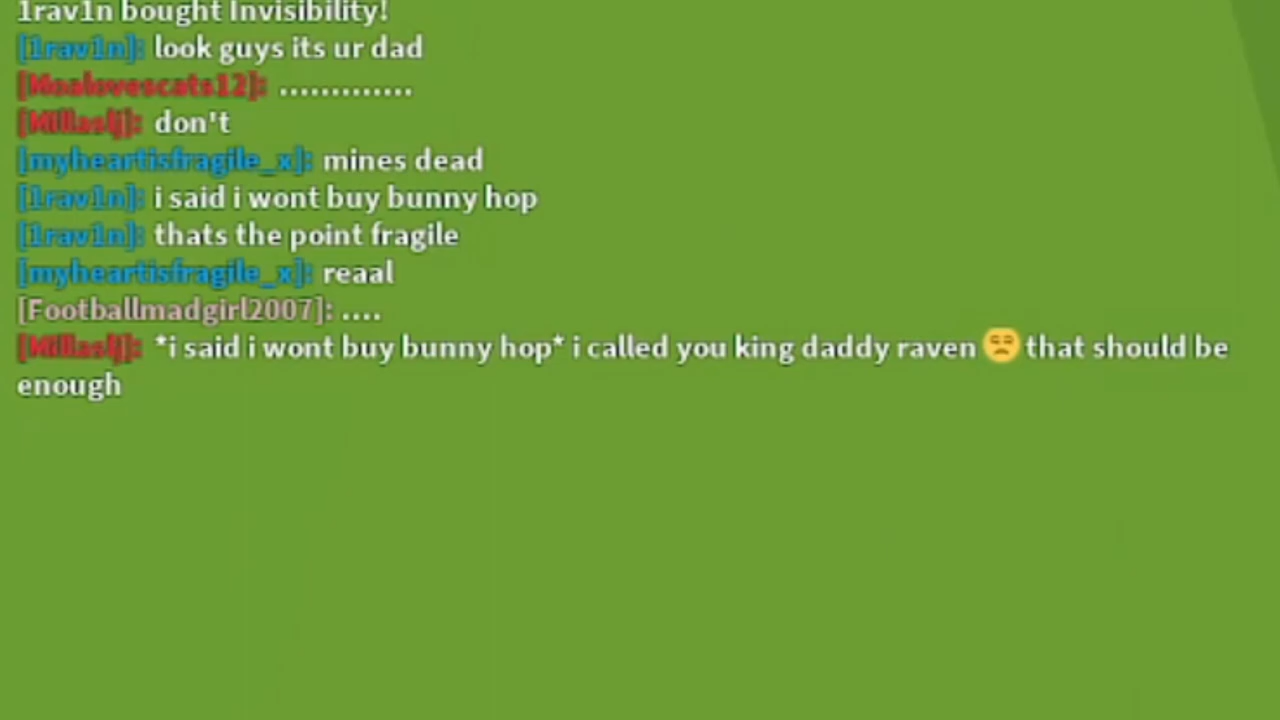 1rav1n bought Invisibility!
[1rav1n]: look guys its ur dad
[Moalovescats12]: .............
[Millaslj]: don't
[myheartisfragile_x]: mines dead
[1rav1n]: i said i wont buy bunny hop
[1rav1n]: thats the point fragile
[myheartisfragile_x]: reaal
[Footballmadgirl2007]: ....
[Millaslj]: *i said i wont buy bunny hop* i called you king daddy raven 😒 that should be
enough